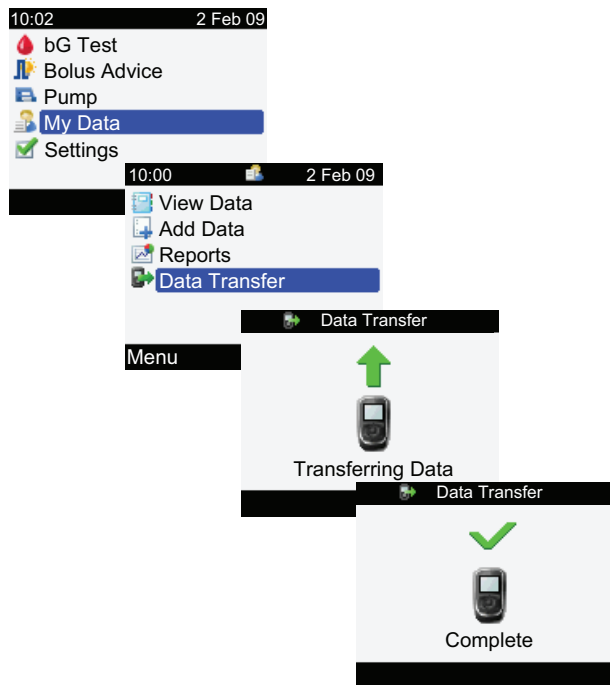 10:02 2 Feb 09
bG Test
Bolus Advice
Pump
My Data
Settings
10:00 2 Feb 09
View Data
Add Data
Reports
Data Transfer
Menu
Data Transfer
Transferring Data
Data Transfer
Complete